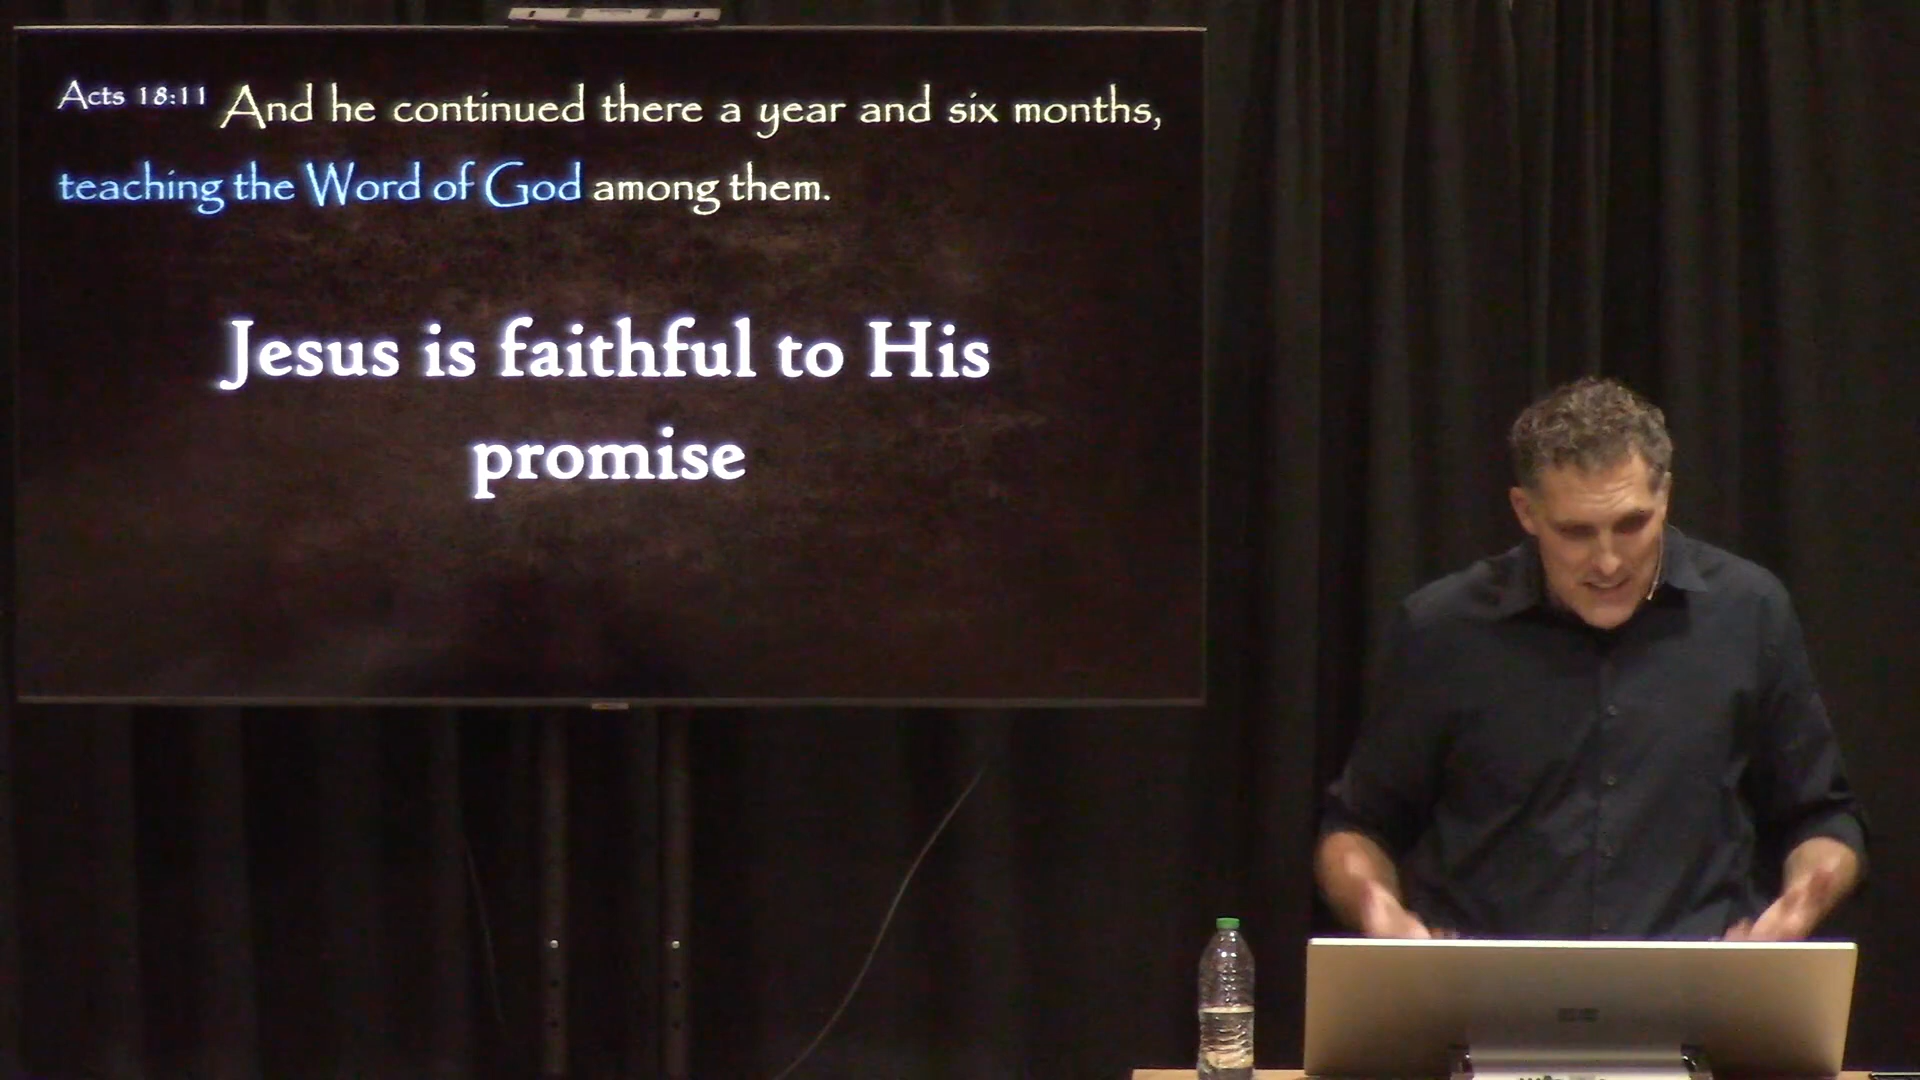 Acts 18:11 And he continued there a year and six months,
teaching the Word of God among them.
Jesus is faithful to His
promise